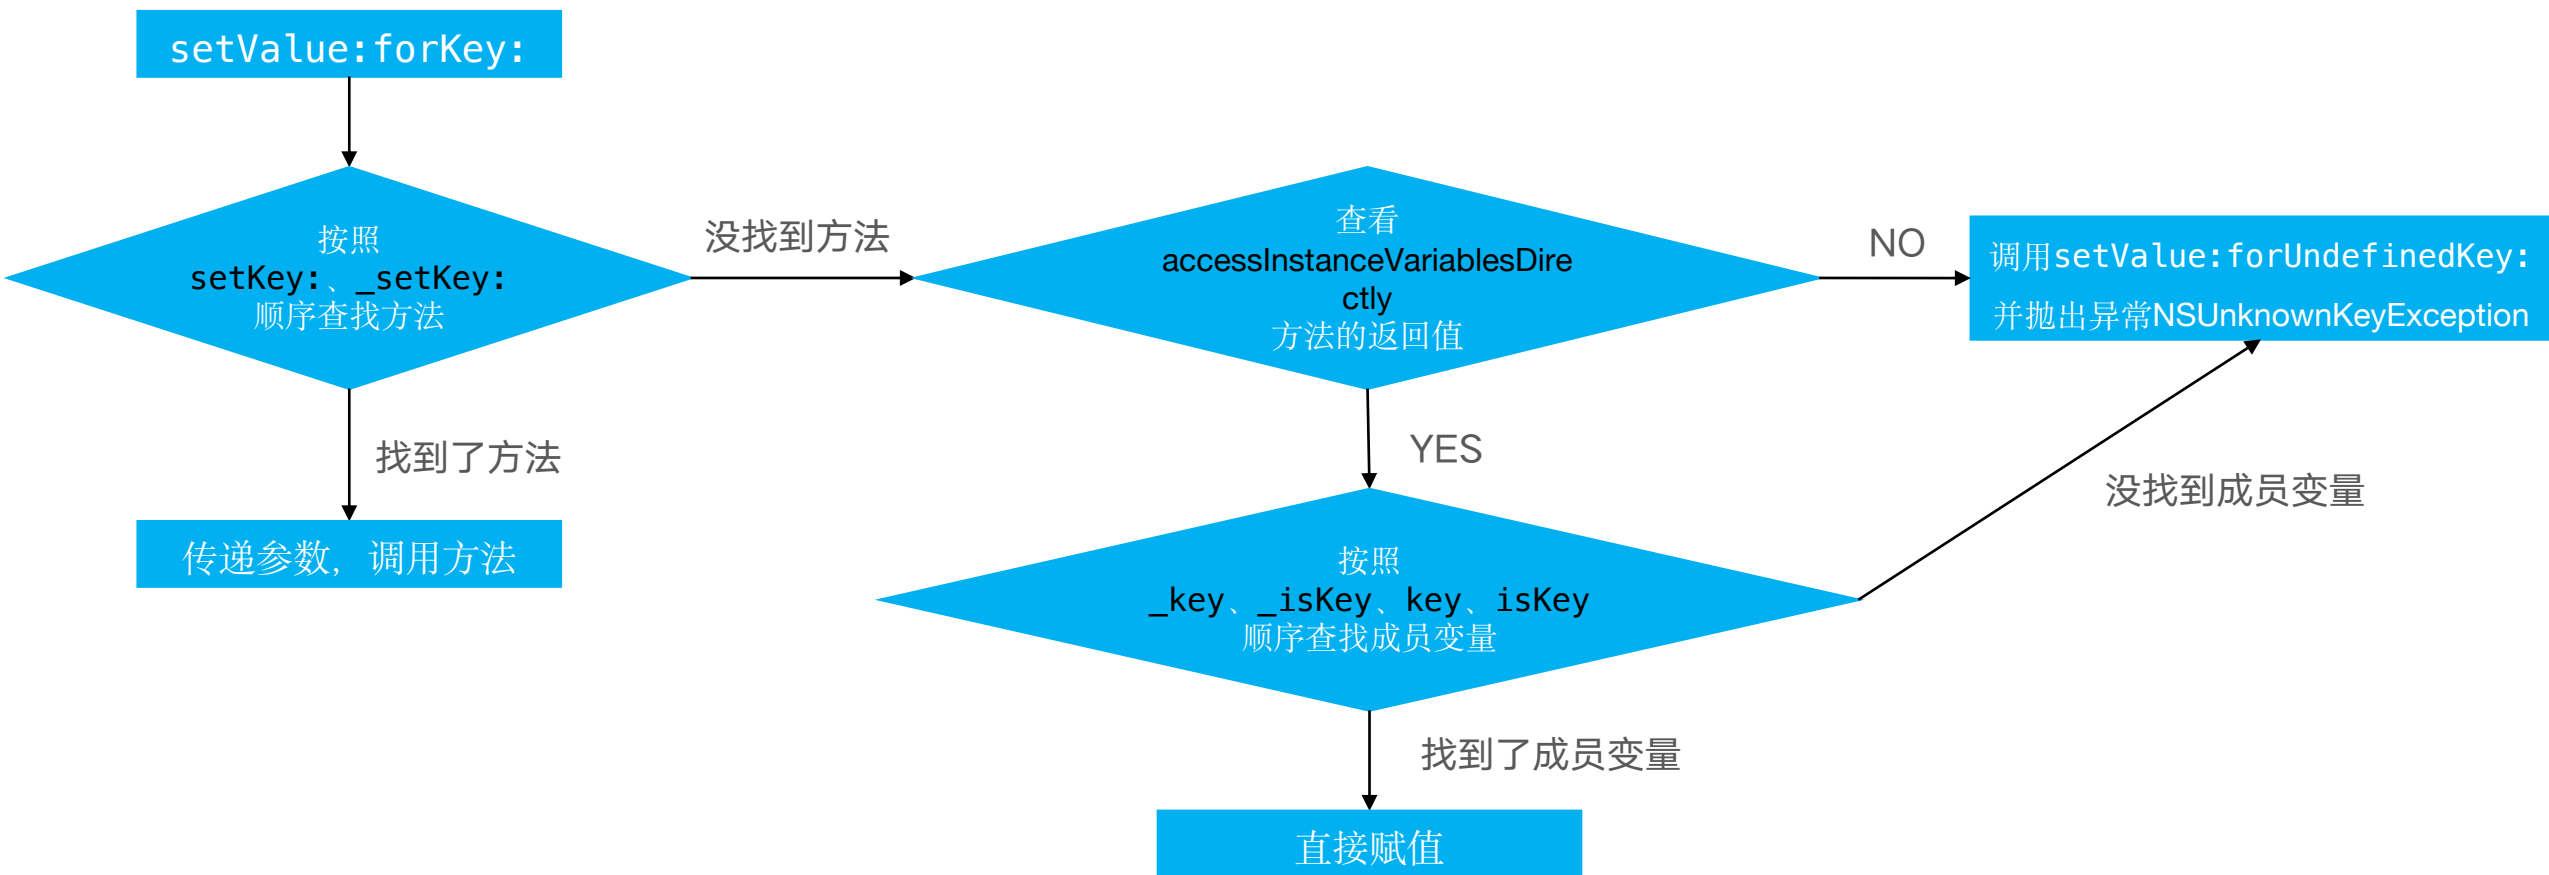 setValue:forKey:
按照
setKey:、_setKey:
顺序查找方法
没找到方法
查看
accessInstanceVariablesDire
ctly
方法的返回值
NO
调用setValue:forUndefinedKey:
并抛出异常NSUnknownKeyException
找到了方法
YES
传递参数，调用方法
没找到成员变量
按照
_key、_isKey、key、isKey
顺序查找成员变量
找到了成员变量
直接赋值